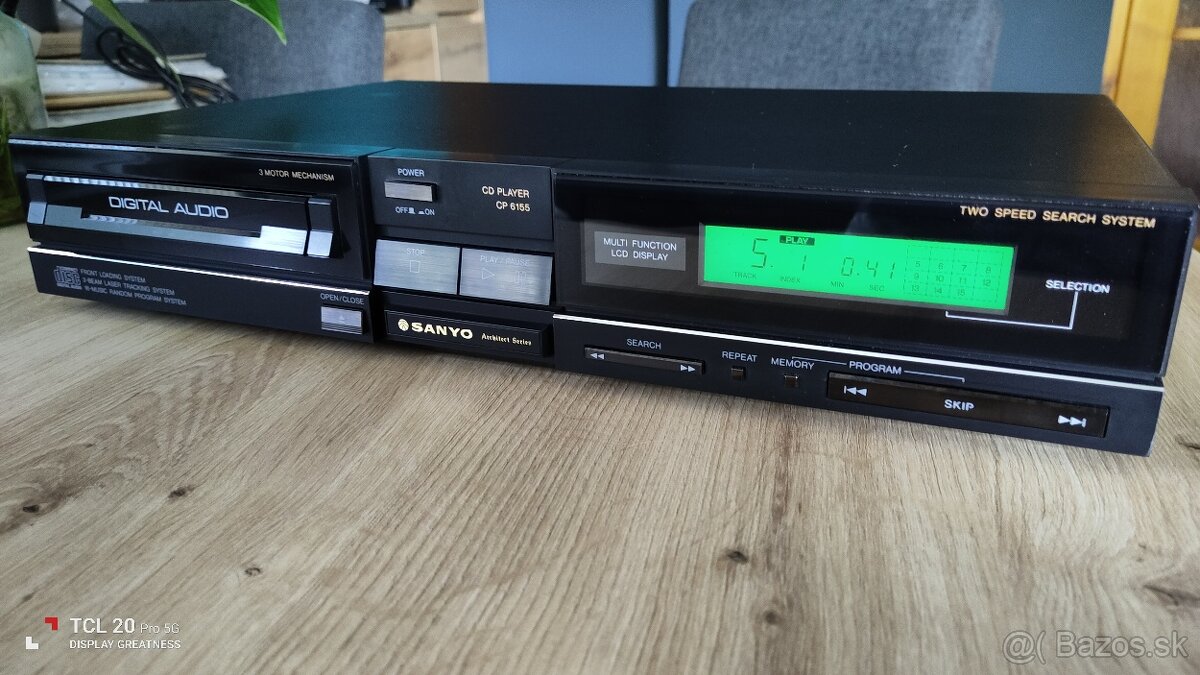 3 MOTOR MECHANISM
DIGITAL AUDIO
FRONT LOADING SYSTEM
3-BEAM LASER TRACKING SYSTEM
16-MUSIC RANDOM PROGRAM SYSTEM
OPEN/CLOSE
POWER
OFF ON
CD PLAYER
CP 6155
STOP
PLAY / PAUSE
SANYO Architect Series
TWO SPEED SEARCH SYSTEM
MULTI FUNCTION
LCD DISPLAY
PLAY
5. 1 0.41
TRACK INDEX MIN SEC
5 6 7 8
9 10 11 12
13 14 15
SELECTION
SEARCH
REPEAT
MEMORY
PROGRAM
SKIP
TCL 20 Pro 5G
DISPLAY GREATNESS
@( Bazos.sk